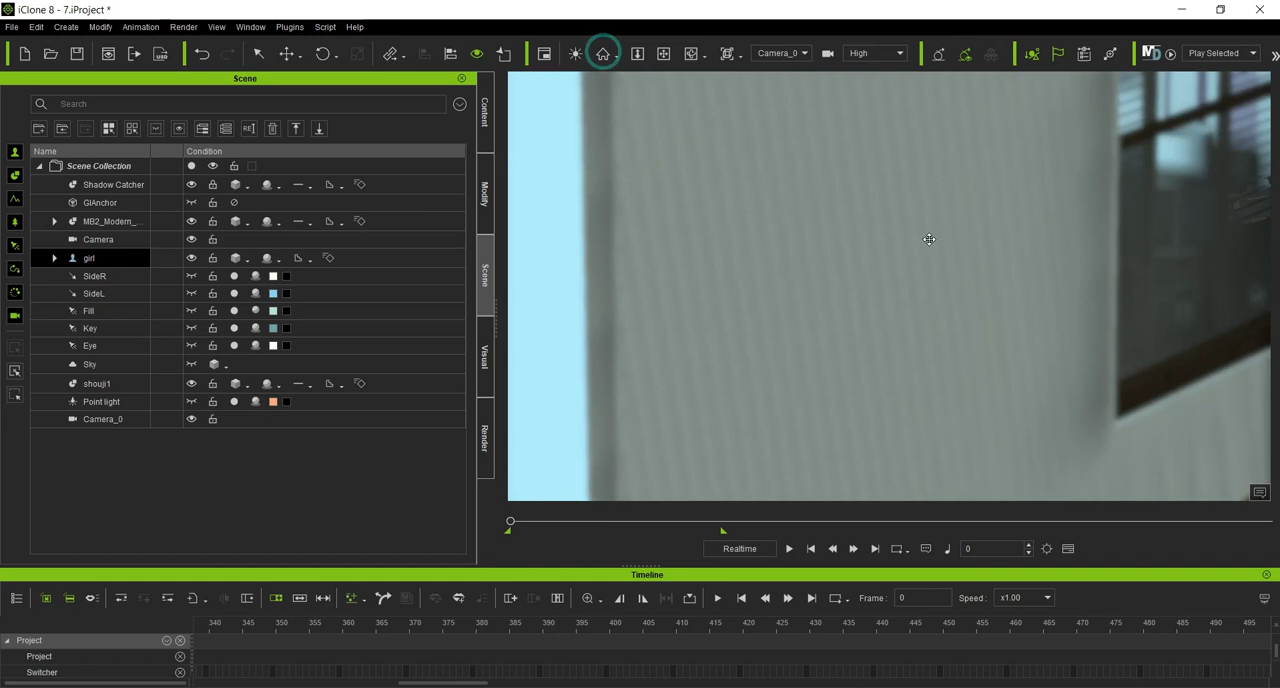 iClone 8 - 7.iProject *
File Edit Create Modify Animation Render View Window Plugins Script Help
Camera_0 High Play Selected
Scene
Search
Name Condition
Scene Collection
Shadow Catcher
GIAnchor
MB2_Modern_...
Camera
girl
SideR
SideL
Fill
Key
Eye
Sky
shouji1
Point light
Camera_0
Content
Modify
Scene
Visual
Render
Realtime 0
Timeline
Frame : 0 Speed : x1.00
340 345 350 355 360 365 370 375 380 385 390 395 400 405 410 415 420 425 430 435 440 445 450 455 460 465 470 475 480 485 490 495
Project
Project
Switcher